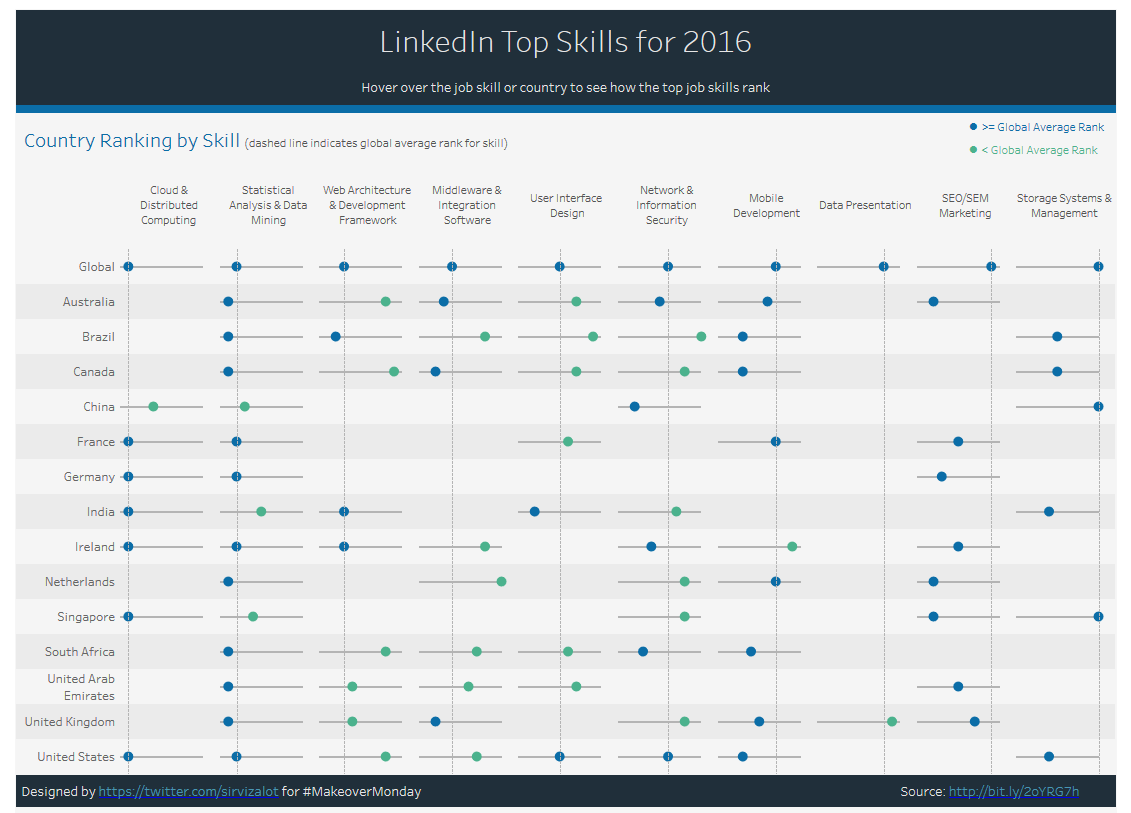 LinkedIn Top Skills for 2016
Hover over the job skill or country to see how the top job skills rank
Country Ranking by Skill (dashed line indicates global average rank for skill)
>= Global Average Rank
< Global Average Rank
Cloud &
Distributed
Computing
Statistical
Analysis & Data
Mining
Web Architecture
& Development
Framework
Middleware &
Integration
Software
User Interface
Design
Network &
Information
Security
Mobile
Development
Data Presentation
SEO/SEM
Marketing
Storage Systems &
Management
Global
Australia
Brazil
Canada
China
France
Germany
India
Ireland
Netherlands
Singapore
South Africa
United Arab
Emirates
United Kingdom
United States
Designed by https://twitter.com/sirvizalot for #MakeoverMonday
Source: http://bit.ly/2oYRG7h